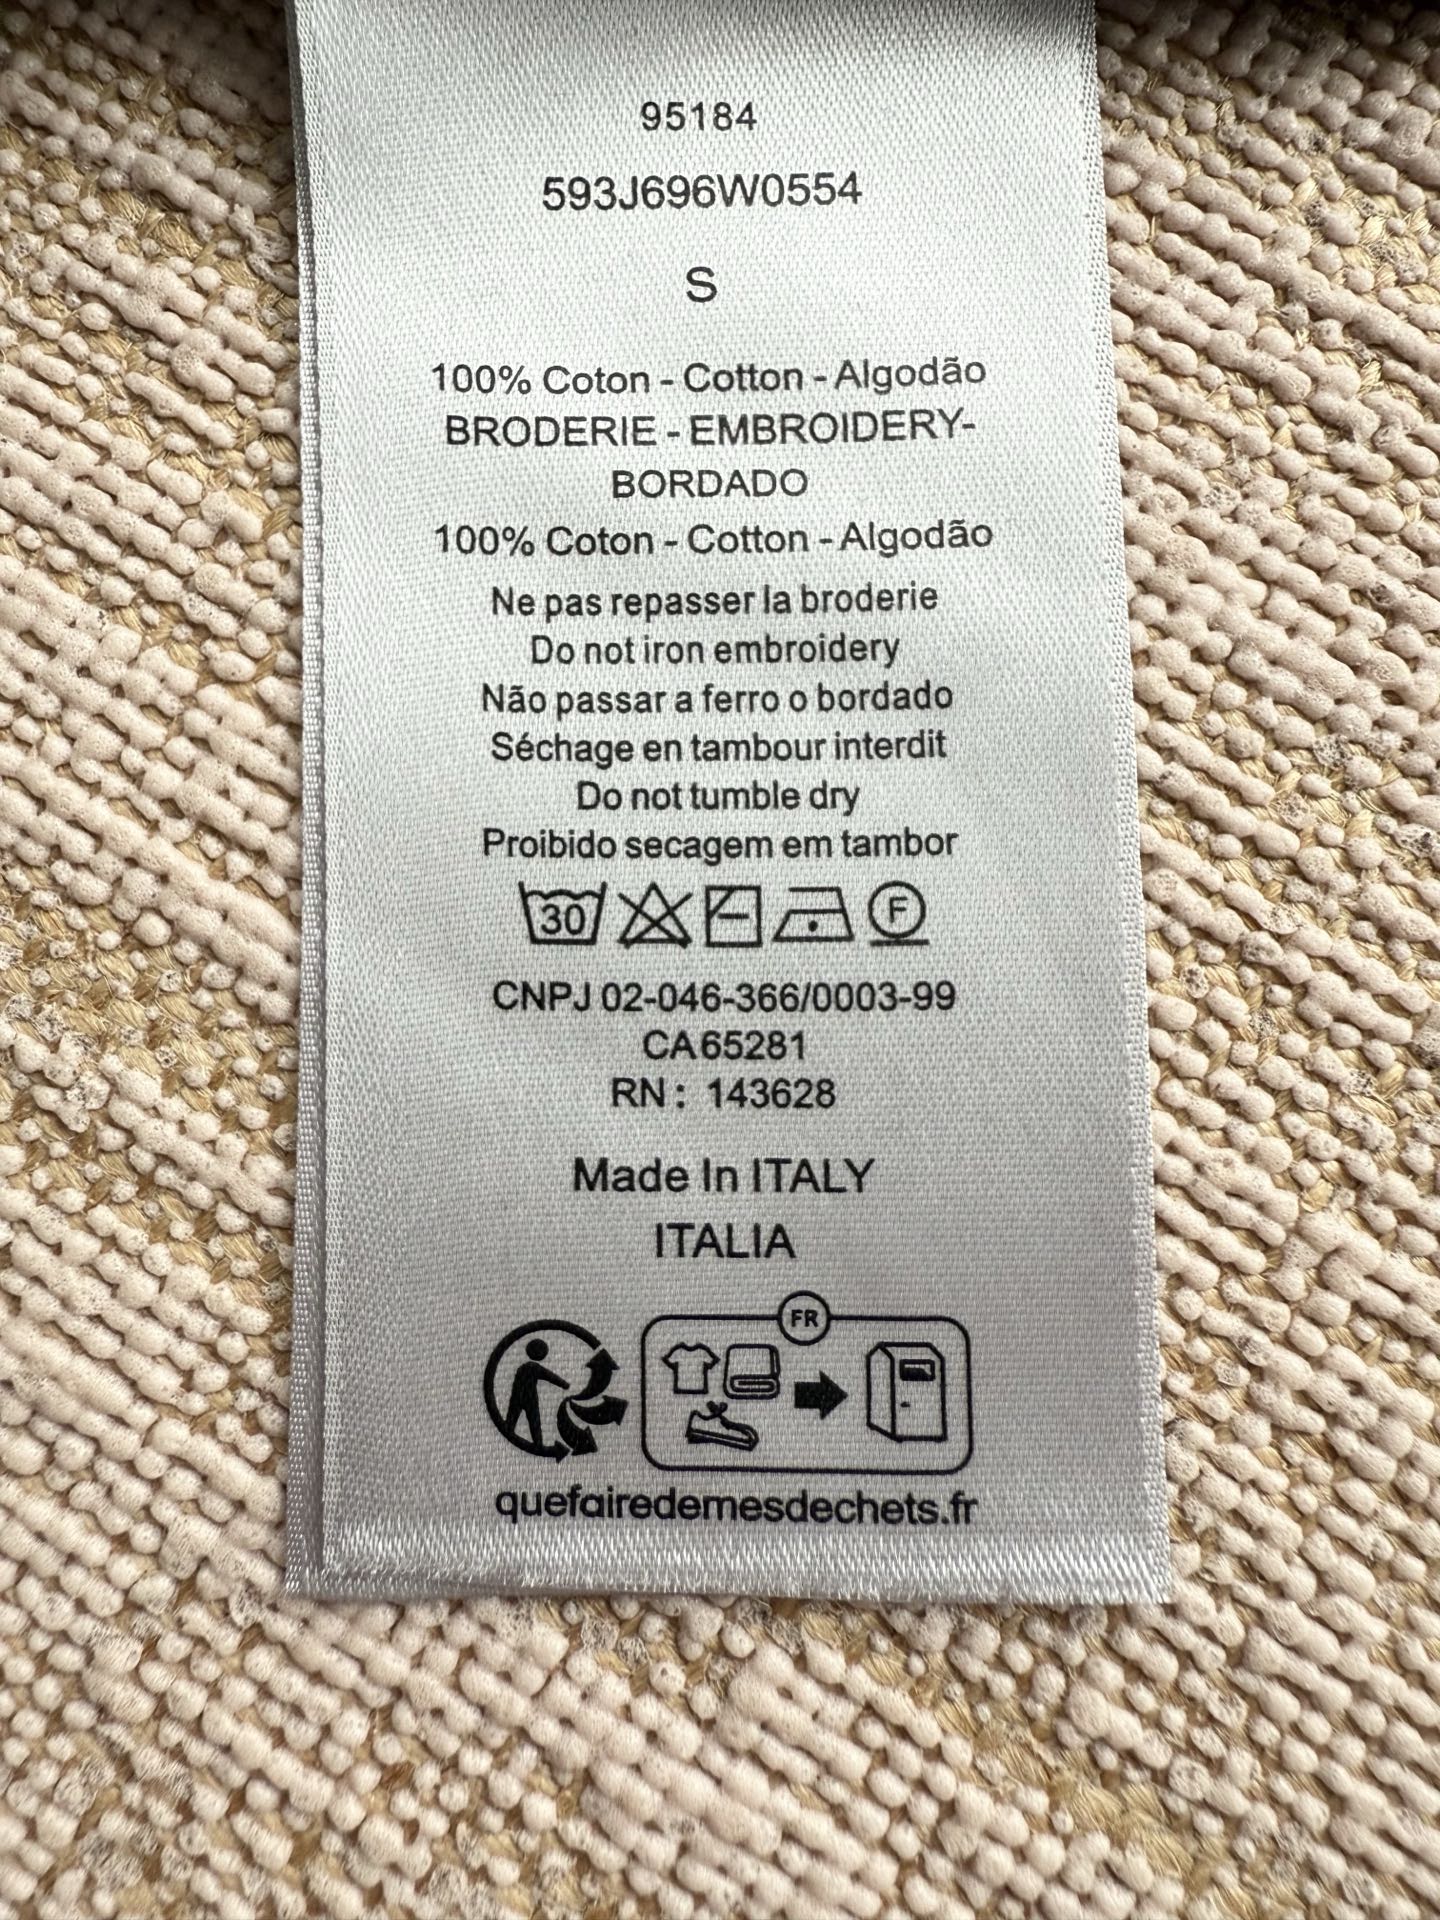 95184
593J696W0554
S
100% Coton - Cotton - Algodão
BRODERIE - EMBROIDERY-
BORDADO
100% Coton - Cotton - Algodão
Ne pas repasser la broderie
Do not iron embroidery
Não passar a ferro o bordado
Séchage en tambour interdit
Do not tumble dry
Proibido secagem em tambor
30 F
CNPJ 02-046-366/0003-99
CA 65281
RN : 143628
Made In ITALY
ITALIA
FR
quefairedemesdechets.fr